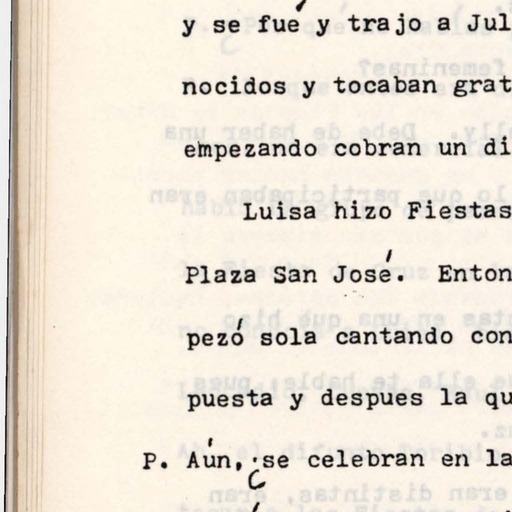 y se fue y trajo a Jul
nocidos y tocaban grat
empezando cobran un di
Luisa hizo Fiestas
Plaza San José. Enton
pezó sola cantando con
puesta y despues la qu
P. Aún, ¿se celebran en la